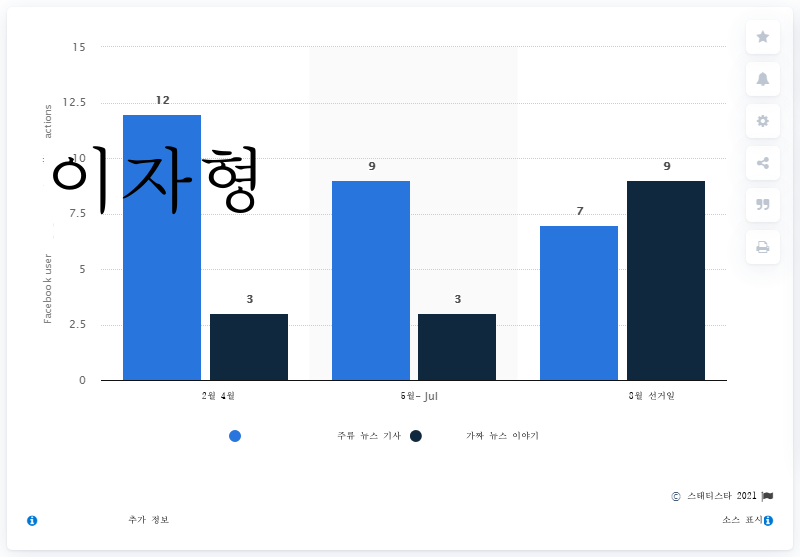 15
12.5
10
7.5
5
2.5
0
Facebook user
actions
이자형
12
3
9
3
7
9
2월 4월
5월- Jul
8월 선거일
주류 뉴스 기사
가짜 뉴스 이야기
© 스태티스타 2021
추가 정보
소스 표시